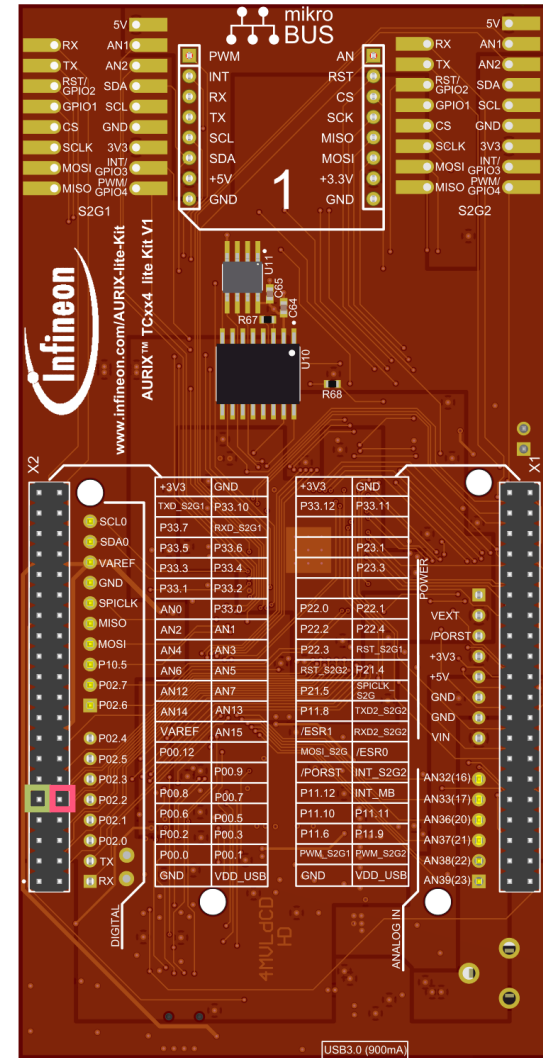 mikro
BUS
5V
RX AN1
TX AN2
RST/
GPIO2 SDA
GPIO1 SCL
CS GND
SCLK 3V3
MOSI INT/
GPIO3
MISO PWM/
GPIO4
S2G1
PWM AN
INT RST
RX CS
TX SCK
SCL MISO
SDA MOSI
+5V +3.3V
GND GND
1
5V
RX AN1
TX AN2
RST/
GPIO2 SDA
GPIO1 SCL
CS GND
SCLK 3V3
MOSI INT/
GPIO3
MISO PWM/
GPIO4
S2G2
Infineon
www.infineon.com/AURIX-lite-Kit
AURIX™ TCxx4 lite Kit V1
U11
C65
C64
R67
U10
R68
X2
X1
SCL0
SDA0
VAREF
GND
SPICLK
MISO
MOSI
P10.5
P02.7
P02.6
P02.4
P02.5
P02.3
P02.2
P02.1
P02.0
TX
RX
DIGITAL
+3V3 GND
TXD_S2G1 P33.10
P33.7 RXD_S2G1
P33.5 P33.6
P33.3 P33.4
P33.1 P33.2
AN0 P33.0
AN2 AN1
AN4 AN3
AN6 AN5
AN12 AN7
AN14 AN13
VAREF AN15
P00.12
P00.9
P00.8 P00.7
P00.6 P00.5
P00.2 P00.3
P00.0 P00.1
GND VDD_USB
+3V3 GND
P33.12 P33.11
P23.1
P23.3
P22.0 P22.1
P22.2 P22.4
P22.3 RST_S2G1
RST_S2G2 P21.4
P21.5 SPICLK_
S2G
P11.8 TXD2_S2G2
/ESR1 RXD2_S2G2
MOSI_S2G /ESR0
/PORST INT_S2G2
P11.12 INT_MB
P11.10 P11.11
P11.6 P11.9
PWM_S2G1 PWM_S2G2
GND VDD_USB
POWER
VEXT
/PORST
+3V3
+5V
GND
GND
VIN
AN32(16)
AN33(17)
AN36(20)
AN37(21)
AN38(22)
AN39(23)
ANALOG IN
4MVLdCD
HD
USB3.0 (900mA)